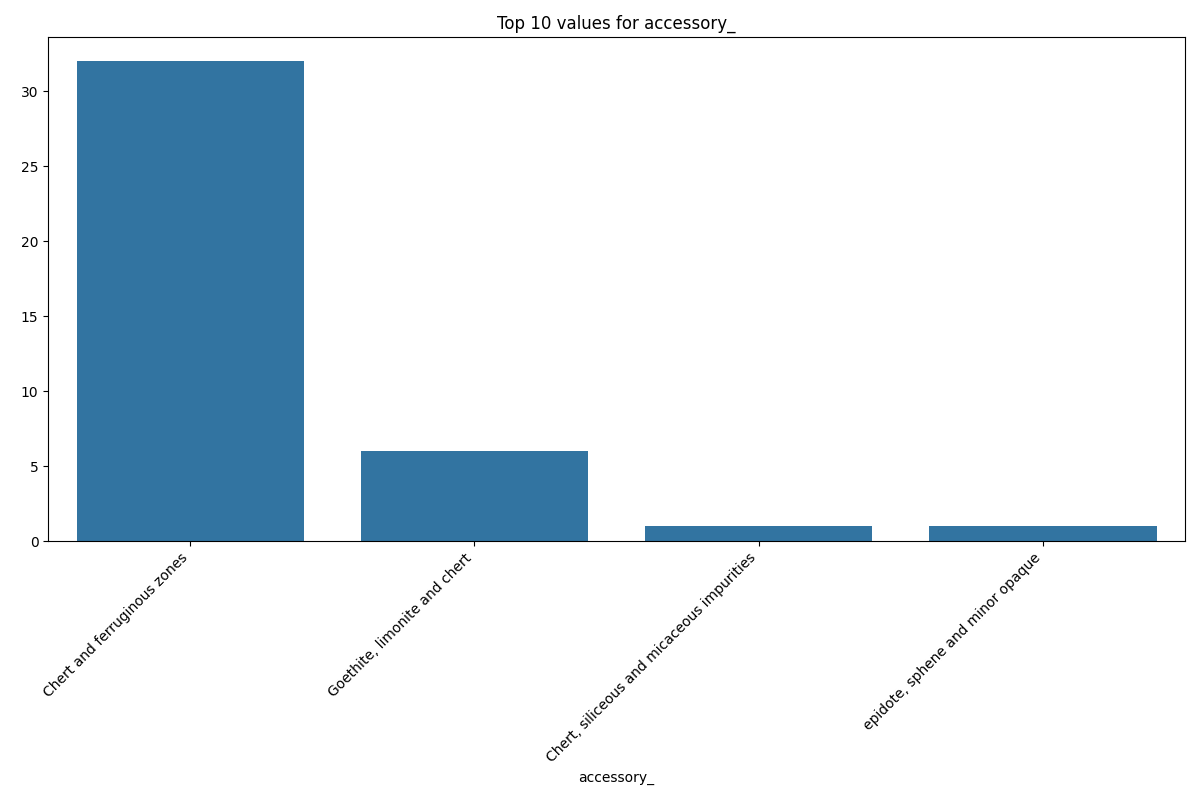 Top 10 values for accessory_
30
25
20
15
10
5
0
Chert and ferruginous zones
Goethite, limonite and chert
Chert, siliceous and micaceous impurities
epidote, sphene and minor opaque
accessory_